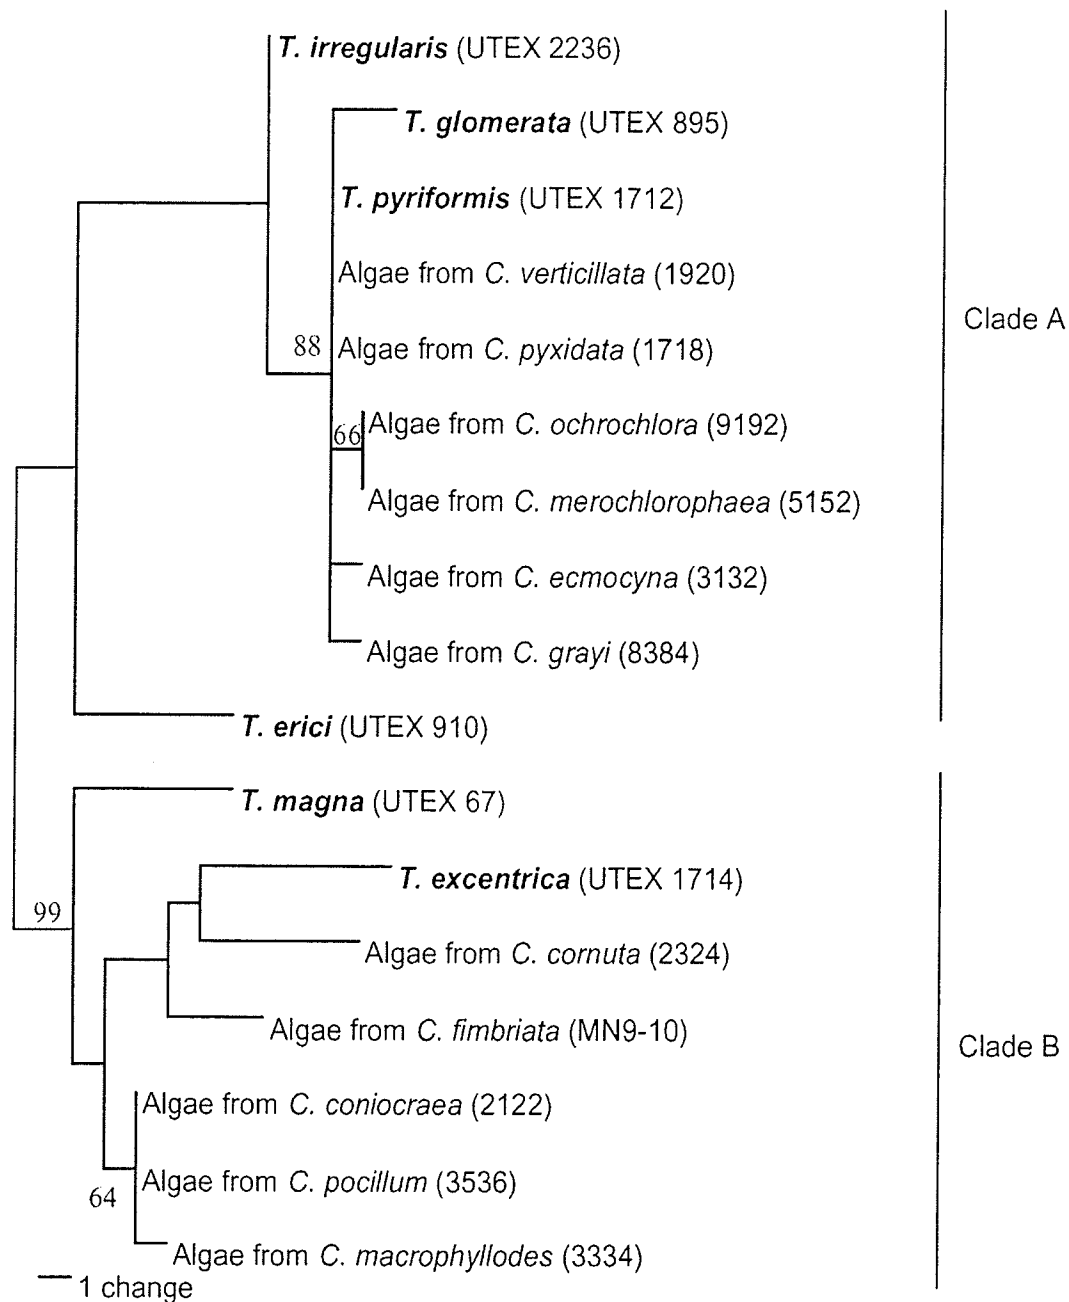 T. irregularis (UTEX 2236)
T. glomerata (UTEX 895)
T. pyriformis (UTEX 1712)
Algae from C. verticillata (1920)
Clade A
88 Algae from C. pyxidata (1718)
66 Algae from C. ochrochlora (9192)
Algae from C. merochlorophaea (5152)
Algae from C. ecmocyna (3132)
Algae from C. grayi (8384)
T. erici (UTEX 910)
T. magna (UTEX 67)
T. excentrica (UTEX 1714)
99
Algae from C. cornuta (2324)
Algae from C. fimbriata (MN9-10)
Clade B
Algae from C. coniocraea (2122)
Algae from C. pocillum (3536)
64
Algae from C. macrophyllodes (3334)
1 change